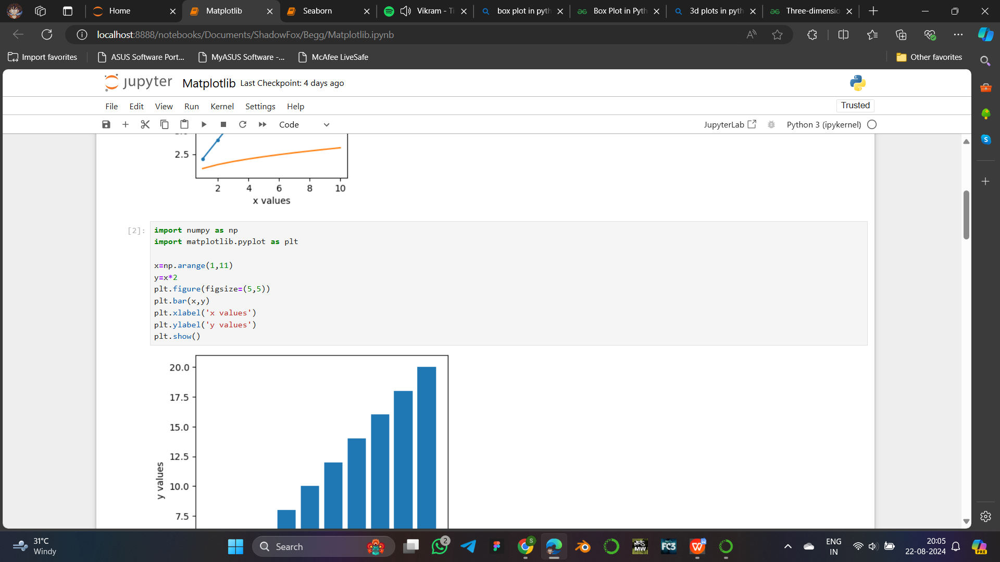 Home
Matplotlib
Seaborn
Vikram - Ti
box plot in pyth
Box Plot in Pyth
3d plots in pyth
Three-dimensio
localhost:8888/notebooks/Documents/ShadowFox/Begg/Matplotlib.ipynb
Import favorites
ASUS Software Port...
MyASUS Software -...
McAfee LiveSafe
Other favorites
jupyter Matplotlib Last Checkpoint: 4 days ago
File Edit View Run Kernel Settings Help
Trusted
Code
JupyterLab
Python 3 (ipykernel)
2.5
2 4 6 8 10
x values
[2]:
import numpy as np
import matplotlib.pyplot as plt
x=np.arange(1,11)
y=x*2
plt.figure(figsize=(5,5))
plt.bar(x,y)
plt.xlabel('x values')
plt.ylabel('y values')
plt.show()
20.0
17.5
15.0
12.5
10.0
7.5
y values
31°C
Windy
Search
2
S
MW
FC3
W
ENG
IN
20:05
22-08-2024
PRE